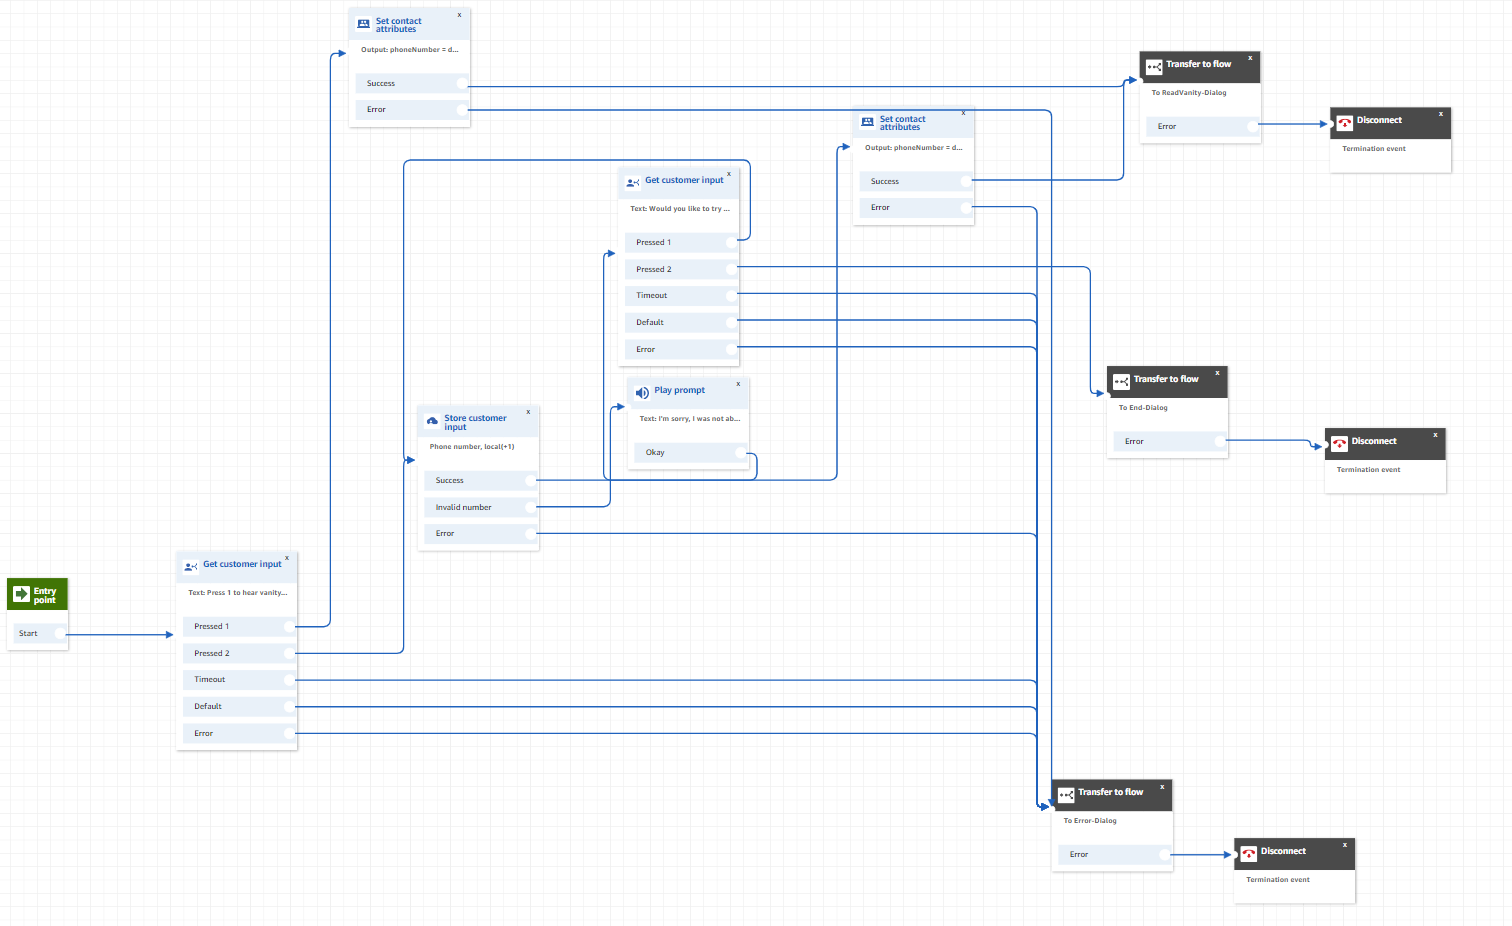 Set contact
attributes
x
Output: phoneNumber = d...
Success
Error
Transfer to flow
x
To ReadVanity-Dialog
Error
Disconnect
x
Termination event
Set contact
attributes
x
Output: phoneNumber = d...
Success
Error
Get customer input
x
Text: Would you like to try ...
Pressed 1
Pressed 2
Timeout
Default
Error
Play prompt
x
Text: I'm sorry, I was not ab...
Okay
Transfer to flow
x
To End-Dialog
Error
Disconnect
x
Termination event
Store customer
input
x
Phone number, local(+1)
Success
Invalid number
Error
Entry
point
Start
Get customer input
x
Text: Press 1 to hear vanity...
Pressed 1
Pressed 2
Timeout
Default
Error
Transfer to flow
x
To Error-Dialog
Error
Disconnect
x
Termination event